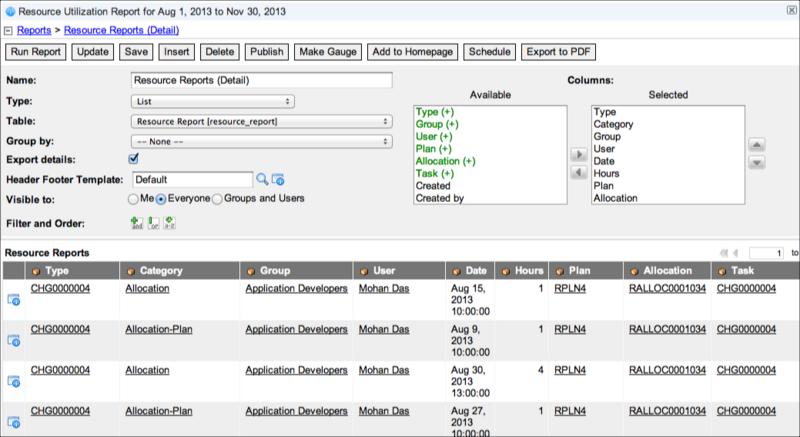 Resource Utilization Report for Aug 1, 2013 to Nov 30, 2013
Reports > Resource Reports (Detail)
Run Report Update Save Insert Delete Publish Make Gauge Add to Homepage Schedule Export to PDF
Name: Resource Reports (Detail)
Type: List
Table: Resource Report [resource_report]
Group by: -- None --
Export details:
Header Footer Template: Default
Visible to: Me Everyone Groups and Users
Filter and Order: and or a-z
Columns:
Available
Type (+)
Group (+)
User (+)
Plan (+)
Allocation (+)
Task (+)
Created
Created by
Selected
Type
Category
Group
User
Date
Hours
Plan
Allocation
Resource Reports 1 to
Type Category Group User Date Hours Plan Allocation Task
CHG0000004 Allocation Application Developers Mohan Das Aug 15, 2013 10:00:00 1 RPLN4 RALLOC0001034 CHG0000004
CHG0000004 Allocation-Plan Application Developers Mohan Das Aug 9, 2013 10:00:00 1 RPLN4 RALLOC0001034 CHG0000004
CHG0000004 Allocation Application Developers Mohan Das Aug 30, 2013 13:00:00 4 RPLN4 RALLOC0001034 CHG0000004
CHG0000004 Allocation-Plan Application Developers Mohan Das Aug 27, 2013 10:00:00 1 RPLN4 RALLOC0001034 CHG0000004